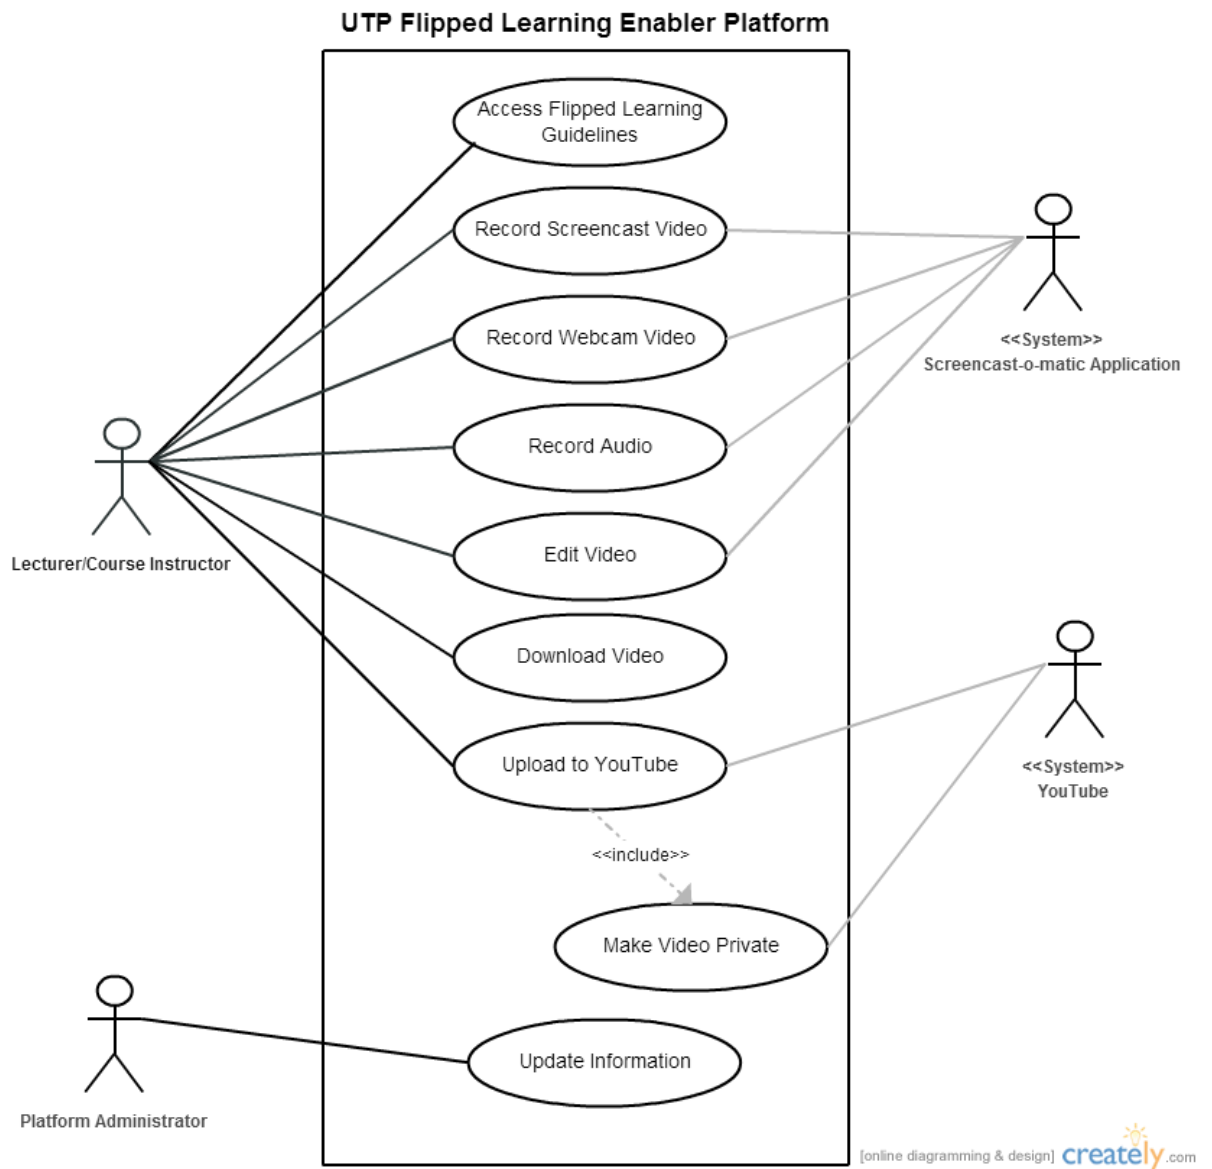 UTP Flipped Learning Enabler Platform
Access Flipped Learning
Guidelines
Record Screencast Video
<<System>>
Screencast-o-matic Application
Record Webcam Video
Record Audio
Lecturer/Course Instructor
Edit Video
Download Video
Upload to YouTube
<<System>>
YouTube
<<include>>
Make Video Private
Update Information
Platform Administrator
[online diagramming & design] creately.com